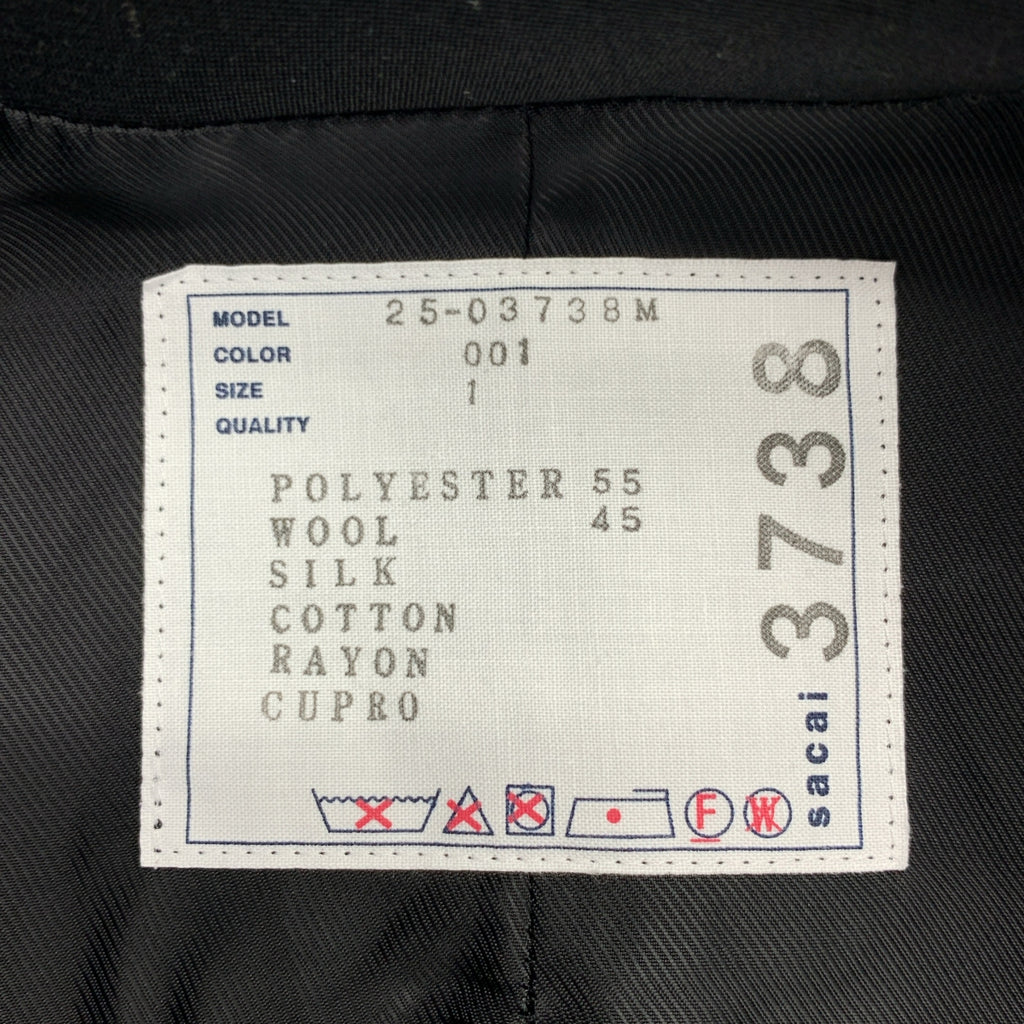 MODEL 25-03738M
COLOR 001
SIZE 1
QUALITY
POLYESTER 55
WOOL 45
SILK
COTTON
RAYON
CUPRO
F W
sacai 3738